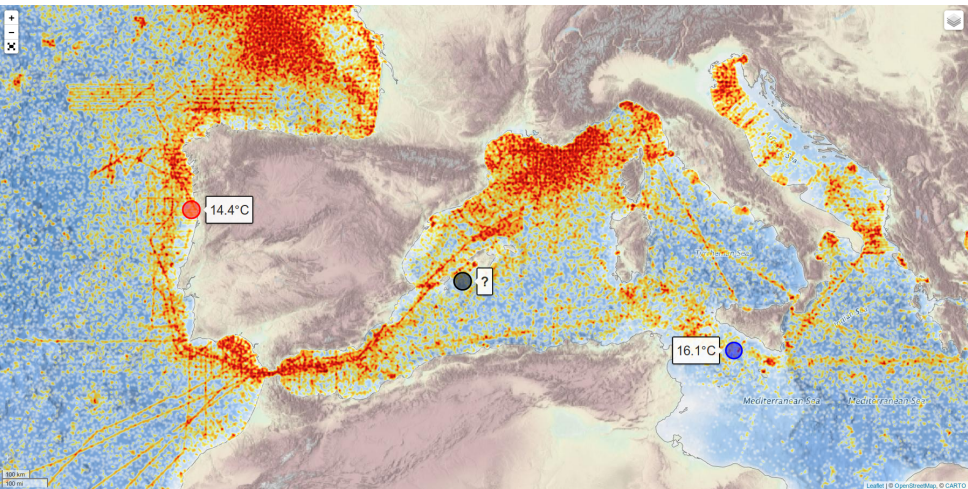 +
−
14.4°C
?
16.1°C
Tyrrhenian Sea
Mediterranean Sea
Mediterranean Sea
100 km
100 mi
Leaflet | © OpenStreetMap, © CARTO